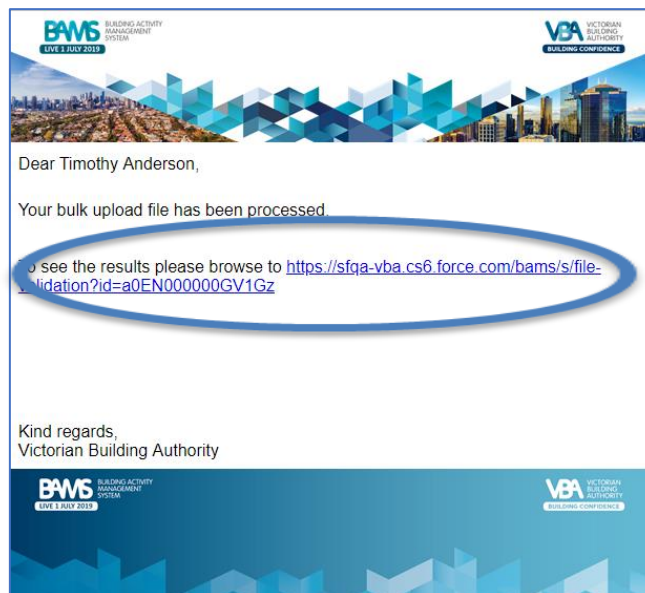 BAMS BUILDING ACTIVITY
MANAGEMENT
SYSTEM
LIVE 1 JULY 2019
VBA VICTORIAN
BUILDING
AUTHORITY
BUILDING CONFIDENCE
Dear Timothy Anderson,
Your bulk upload file has been processed.
To see the results please browse to https://sfqa-vba.cs6.force.com/bams/s/file-
validation?id=a0EN000000GV1Gz
Kind regards,
Victorian Building Authority
BAMS BUILDING ACTIVITY
MANAGEMENT
SYSTEM
LIVE 1 JULY 2019
VBA VICTORIAN
BUILDING
AUTHORITY
BUILDING CONFIDENCE